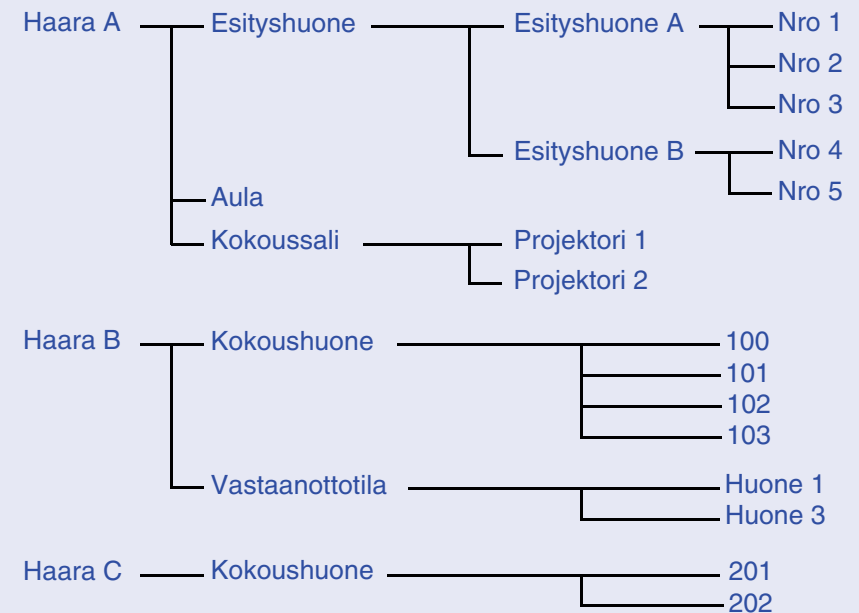 Haara A Esityshuone Esityshuone A Nro 1
Nro 2
Nro 3
Esityshuone B Nro 4
Nro 5
Aula
Kokoussali Projektori 1
Projektori 2
Haara B Kokoushuone 100
101
102
103
Vastaanottotila Huone 1
Huone 3
Haara C Kokoushuone 201
202